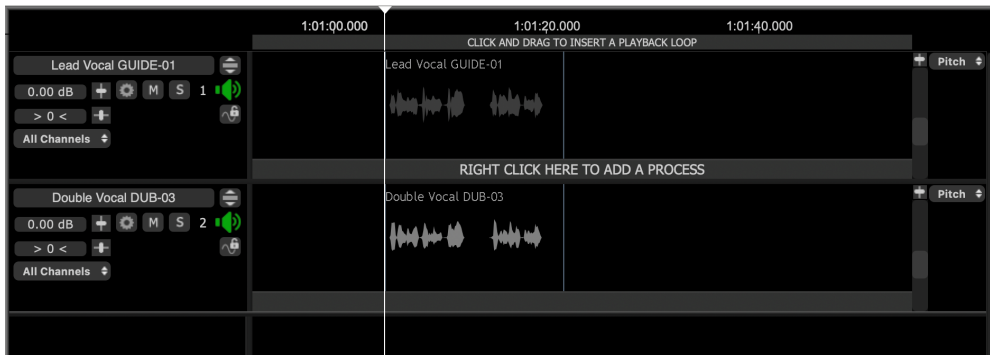 1:01:00.000 1:01:20.000 1:01:40.000
CLICK AND DRAG TO INSERT A PLAYBACK LOOP
Lead Vocal GUIDE-01
Lead Vocal GUIDE-01
Pitch
0.00 dB M S 1
> 0 <
All Channels
RIGHT CLICK HERE TO ADD A PROCESS
Double Vocal DUB-03
Double Vocal DUB-03
Pitch
0.00 dB M S 2
> 0 <
All Channels